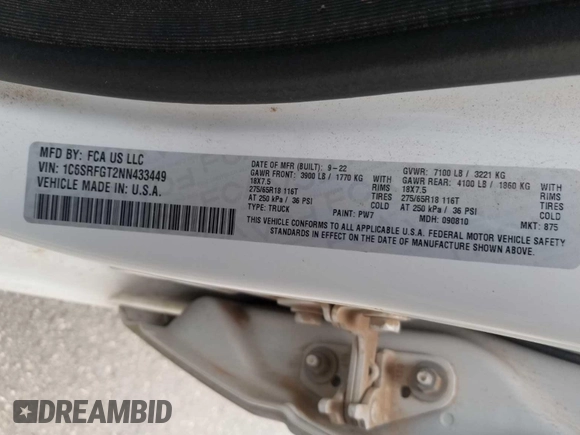 MFD BY: FCA US LLC
VIN: 1C6SRFGT2NN433449
VEHICLE MADE IN: U.S.A.
DATE OF MFR (BUILT): 9-22
GVWR: 7100 LB / 3221 KG
GAWR FRONT: 3900 LB / 1770 KG WITH
GAWR REAR: 4100 LB / 1860 KG WITH
18X7.5 RIMS
18X7.5 RIMS
275/65R18 116T TIRES
275/65R18 116T TIRES
AT 250 kPa / 36 PSI COLD
AT 250 kPa / 36 PSI COLD
TYPE: TRUCK PAINT: PW7 MDH: 090810 MKT: 875
THIS VEHICLE CONFORMS TO ALL APPLICABLE U.S.A. FEDERAL MOTOR VEHICLE SAFETY
STANDARDS IN EFFECT ON THE DATE OF MANUFACTURE SHOWN ABOVE.
DREAMBID